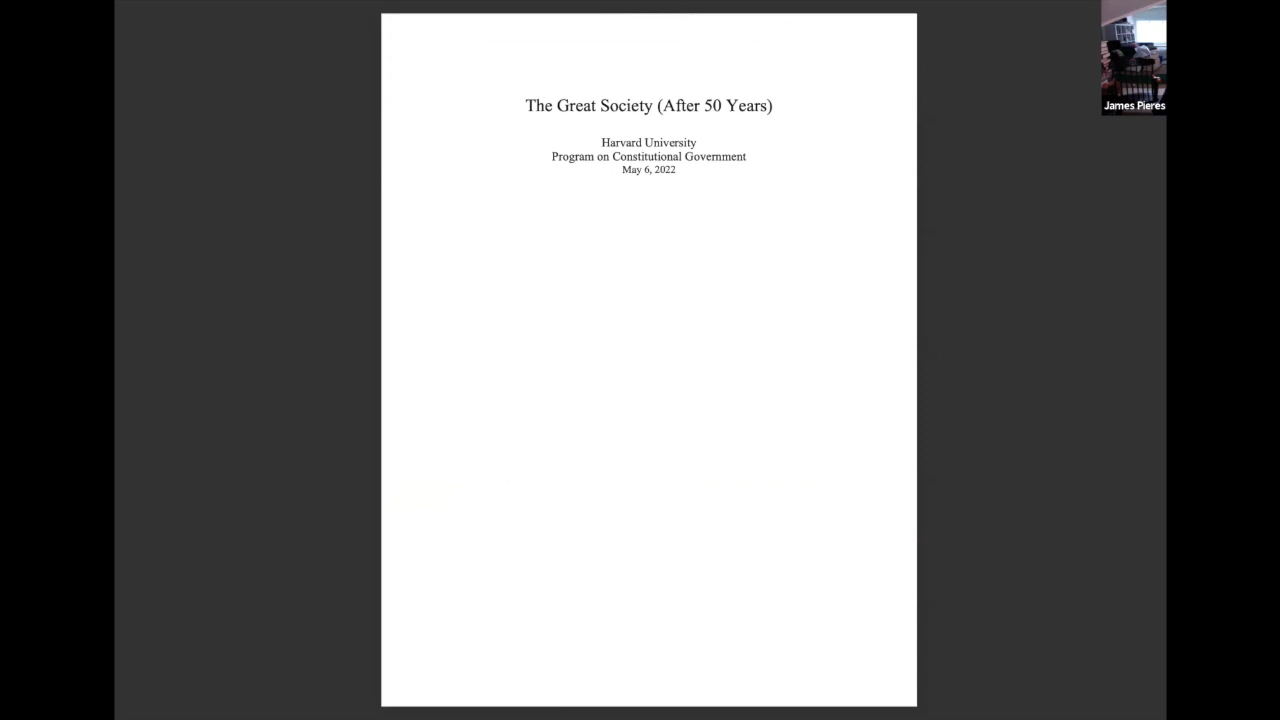 The Great Society (After 50 Years)
Harvard University
Program on Constitutional Government
May 6, 2022
James Pieres